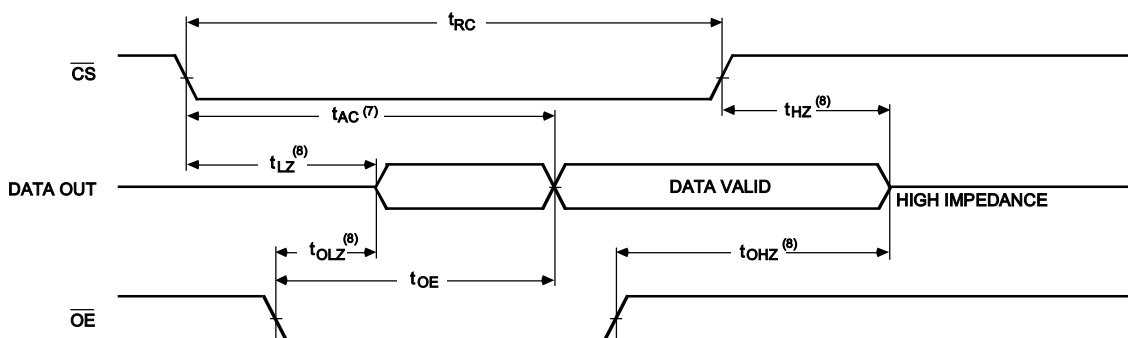 tRC
CS
tAC (7)
tHZ (8)
tLZ (8)
DATA OUT
DATA VALID
HIGH IMPEDANCE
tOLZ (8)
tOHZ (8)
tOE
OE